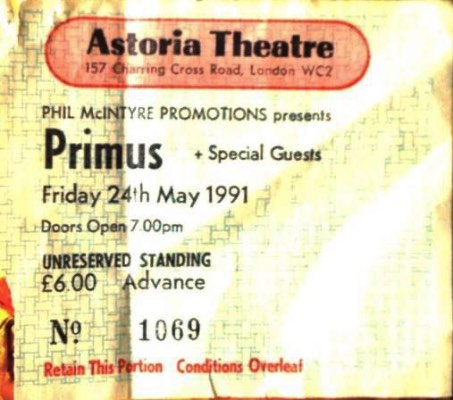 Astoria Theatre
157 Charring Cross Road, London WC2
PHIL McINTYRE PROMOTIONS presents
Primus + Special Guests
Friday 24th May 1991
Doors Open 7.00pm
UNRESERVED STANDING
£6.00 Advance
Nº 1069
Retain This Portion Conditions Overleaf